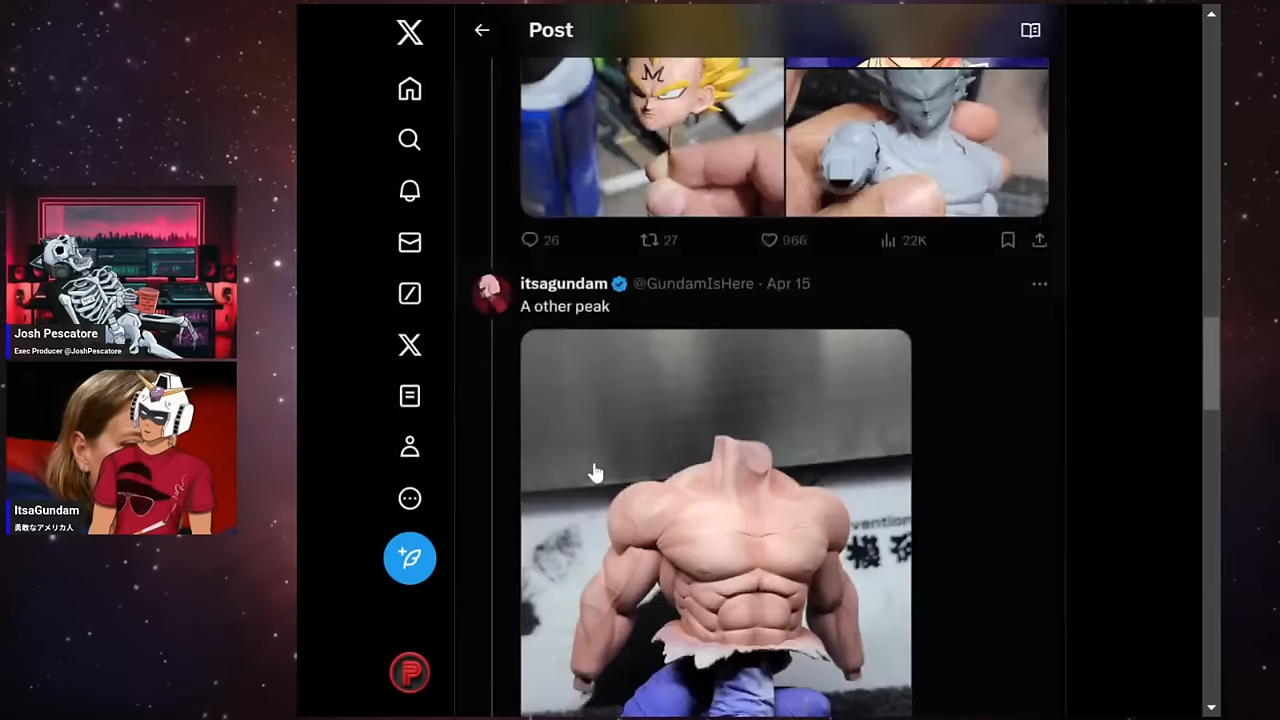 Post
M
26
27
966
22K
itsagundam @GundamIsHere · Apr 15
A other peak
Josh Pescatore
Exec Producer @JoshPescatore
ItsaGundam
勇敢なアメリカ人